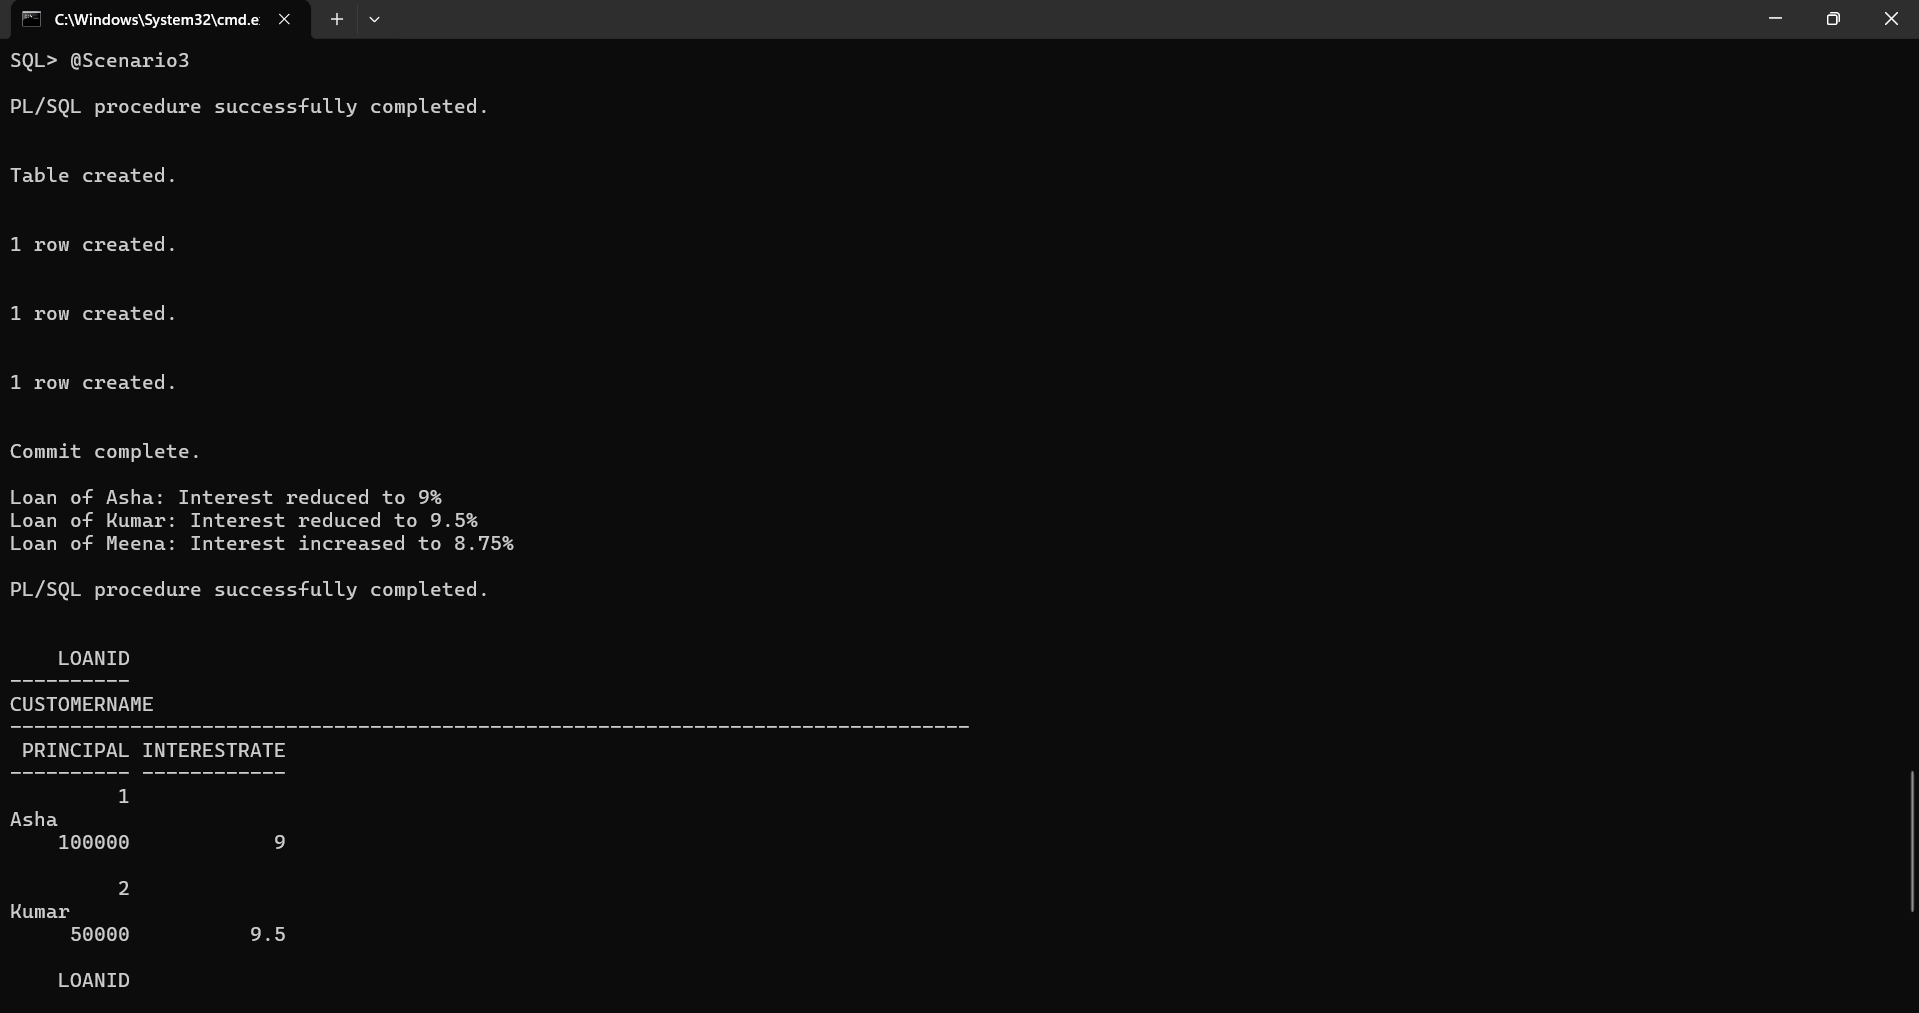 C:\Windows\System32\cmd.e
SQL> @Scenario3
PL/SQL procedure successfully completed.
Table created.
1 row created.
1 row created.
1 row created.
Commit complete.
Loan of Asha: Interest reduced to 9%
Loan of Kumar: Interest reduced to 9.5%
Loan of Meena: Interest increased to 8.75%
PL/SQL procedure successfully completed.
    LOANID
----------
CUSTOMERNAME
--------------------------------------------------------------------------------
 PRINCIPAL INTERESTRATE
---------- ------------
         1
Asha
    100000            9
         2
Kumar
     50000          9.5
    LOANID